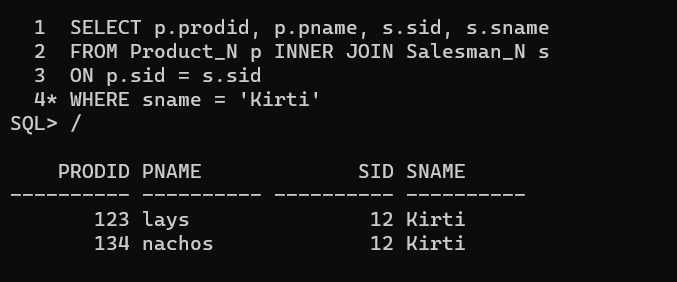 1  SELECT p.prodid, p.pname, s.sid, s.sname
2  FROM Product_N p INNER JOIN Salesman_N s
3  ON p.sid = s.sid
4* WHERE sname = 'Kirti'
SQL> /
PRODID PNAME             SID SNAME
---------- ---------- ---------- ----------
123 lays               12 Kirti
134 nachos             12 Kirti